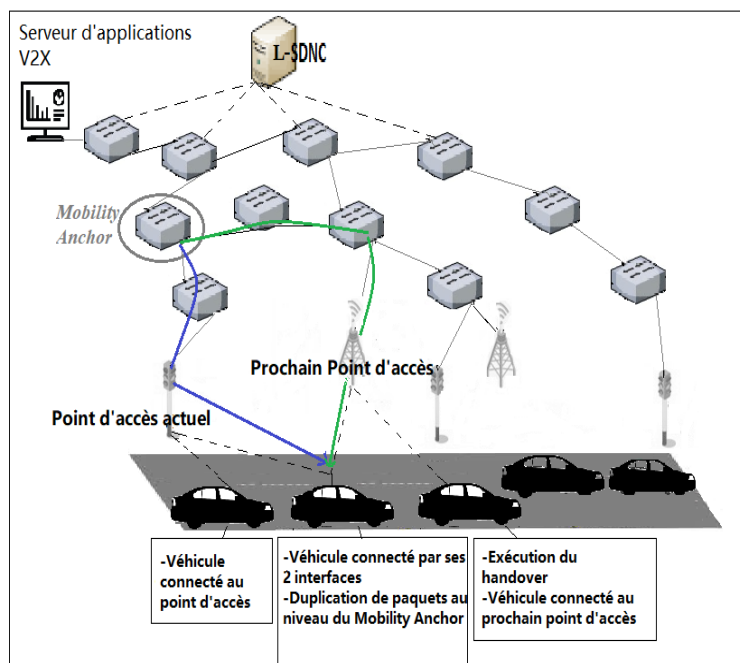 Serveur d'applications
V2X
L-SDNC
Mobility
Anchor
Prochain Point d'accès
Point d'accès actuel
-Véhicule
connecté au
point d'accès
-Véhicule connecté par ses
2 interfaces
-Duplication de paquets au
niveau du Mobility Anchor
-Exécution du
handover
-Véhicule connecté au
prochain point d'accès